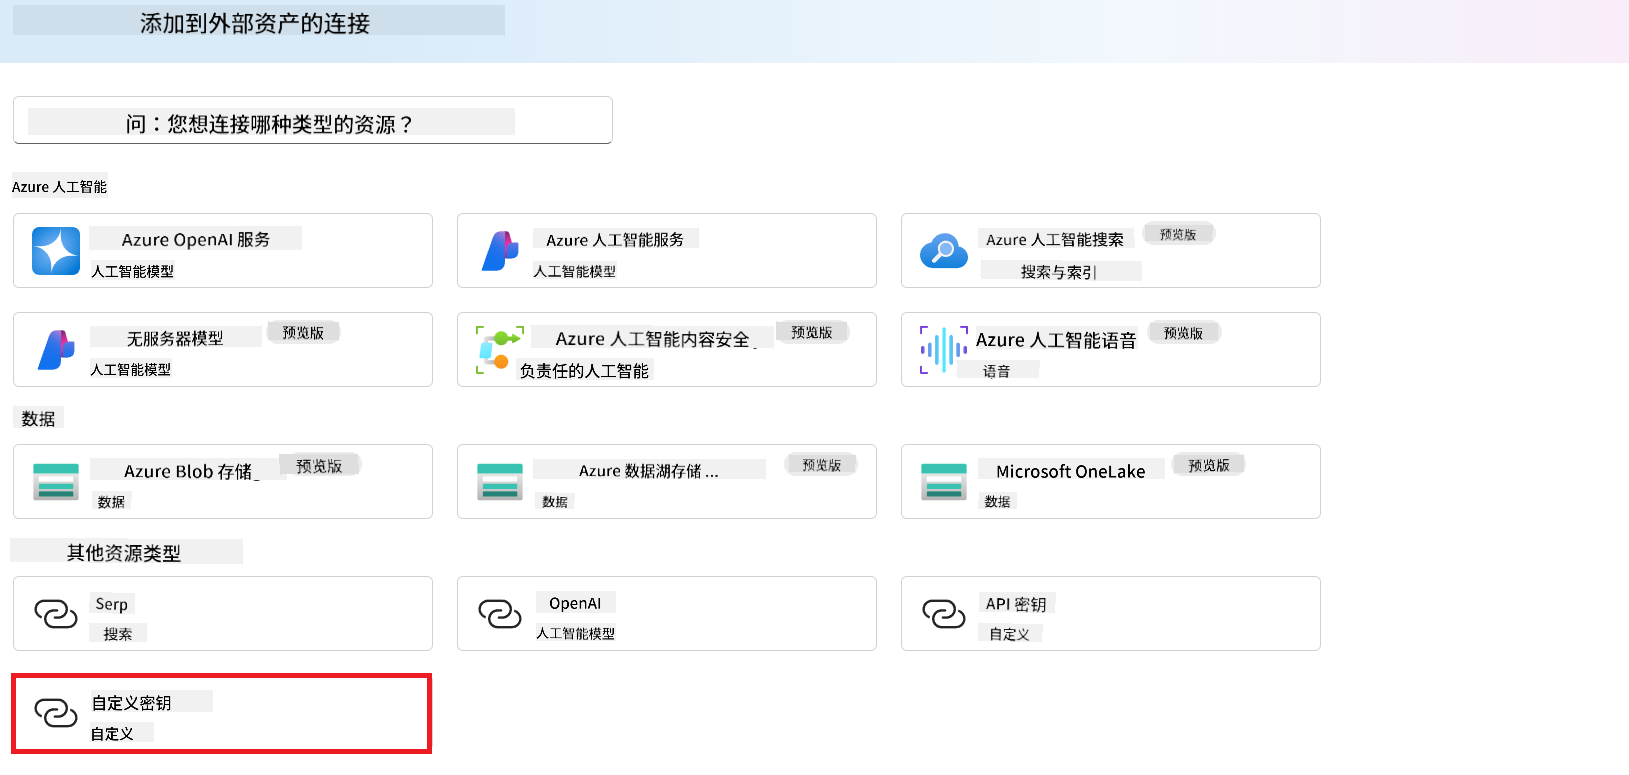 添加到外部资产的连接
问：您想连接哪种类型的资源？
Azure 人工智能
Azure OpenAI 服务
人工智能模型
Azure 人工智能服务
人工智能模型
Azure 人工智能搜索
预览版
搜索与索引
无服务器模型
预览版
人工智能模型
Azure 人工智能内容安全
预览版
负责任的人工智能
Azure 人工智能语音
预览版
语音
数据
Azure Blob 存储
预览版
数据
Azure 数据湖存储 ...
预览版
数据
Microsoft OneLake
预览版
数据
其他资源类型
Serp
搜索
OpenAI
人工智能模型
API 密钥
自定义
自定义密钥
自定义